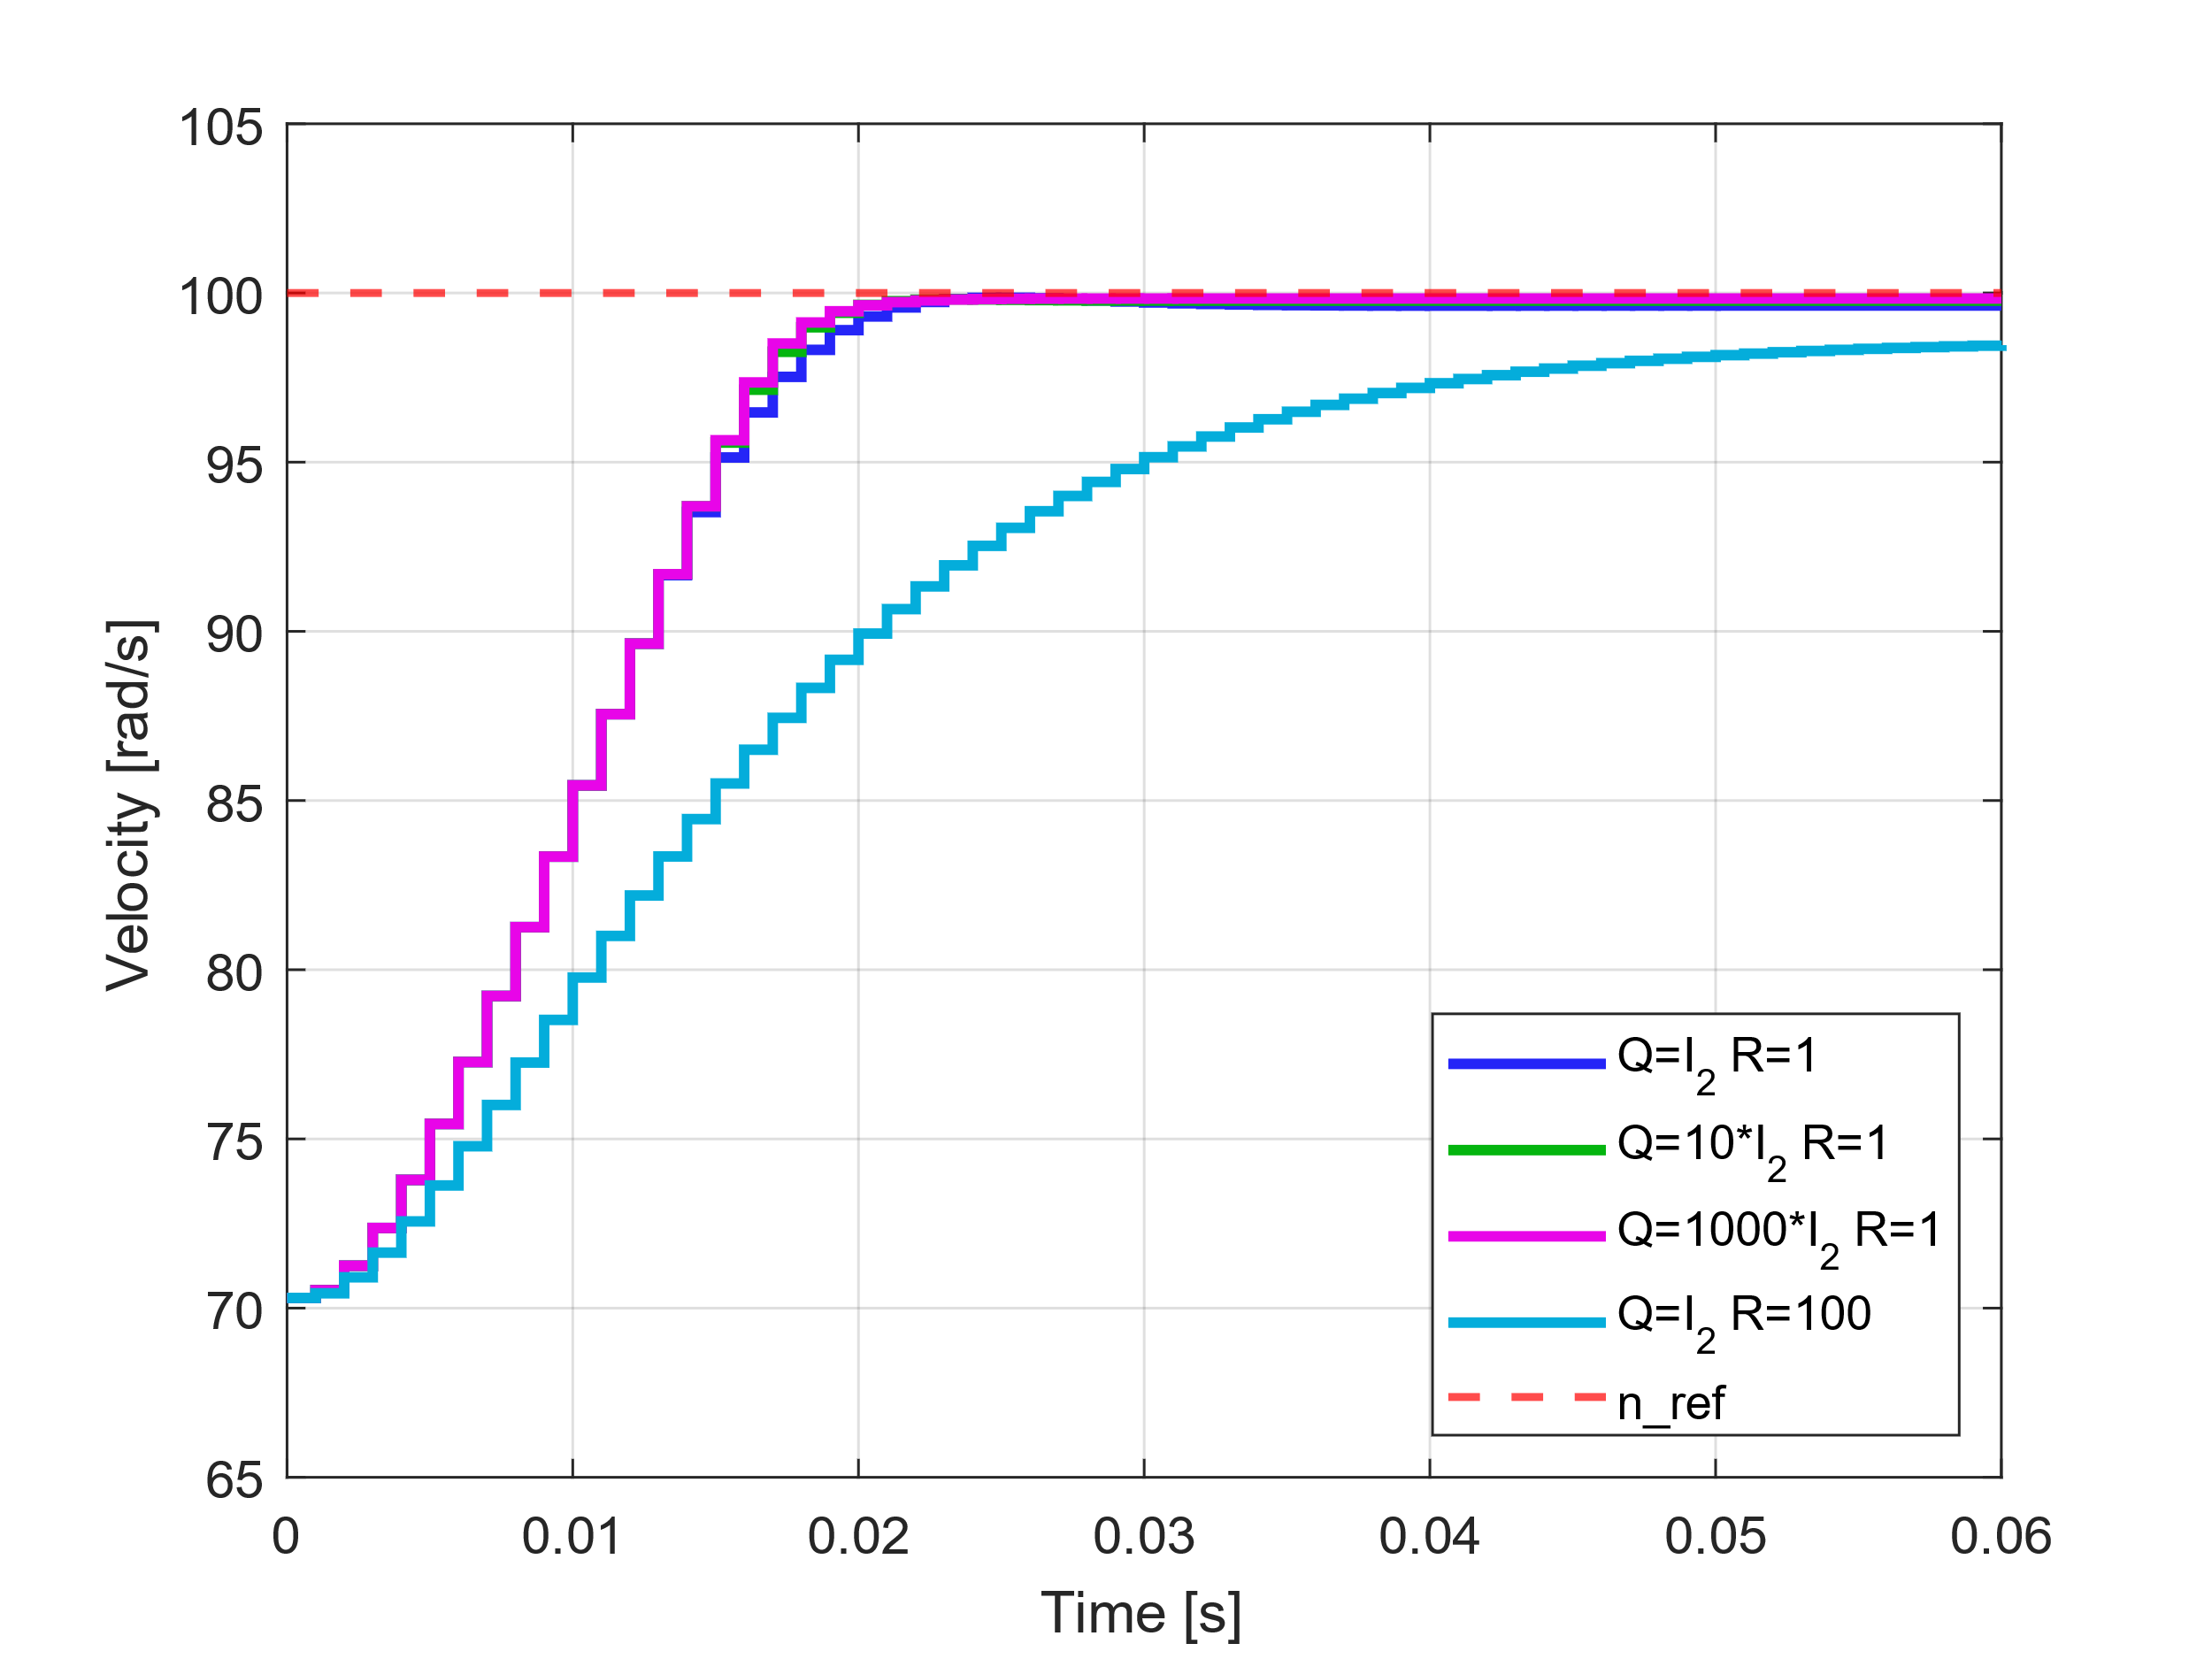 105
100
95
90
85
80
75
70
65
Velocity [rad/s]
Q=I₂ R=1
Q=10*I₂ R=1
Q=1000*I₂ R=1
Q=I₂ R=100
n_ref
0 0.01 0.02 0.03 0.04 0.05 0.06
Time [s]